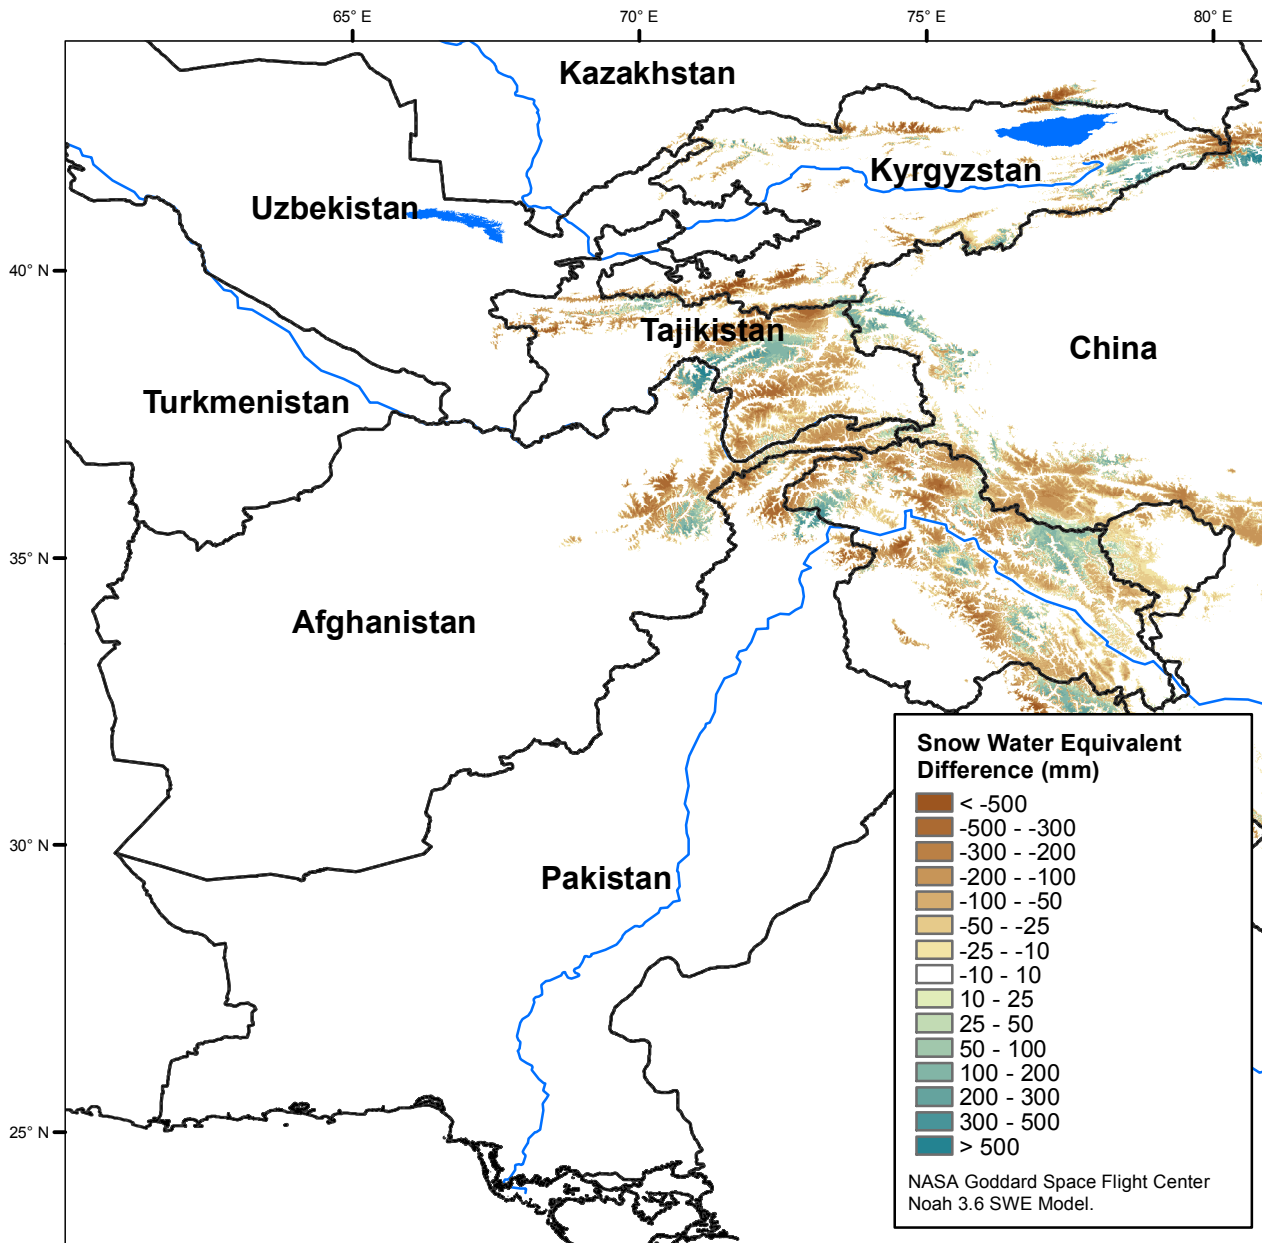 65° E
70° E
75° E
80° E
Kazakhstan
Kyrgyzstan
Uzbekistan
40° N
Tajikistan
China
Turkmenistan
35° N
Afghanistan
30° N
Pakistan
25° N
Snow Water Equivalent
Difference (mm)
< -500
-500 - -300
-300 - -200
-200 - -100
-100 - -50
-50 - -25
-25 - -10
-10 - 10
10 - 25
25 - 50
50 - 100
100 - 200
200 - 300
300 - 500
> 500
NASA Goddard Space Flight Center
Noah 3.6 SWE Model.